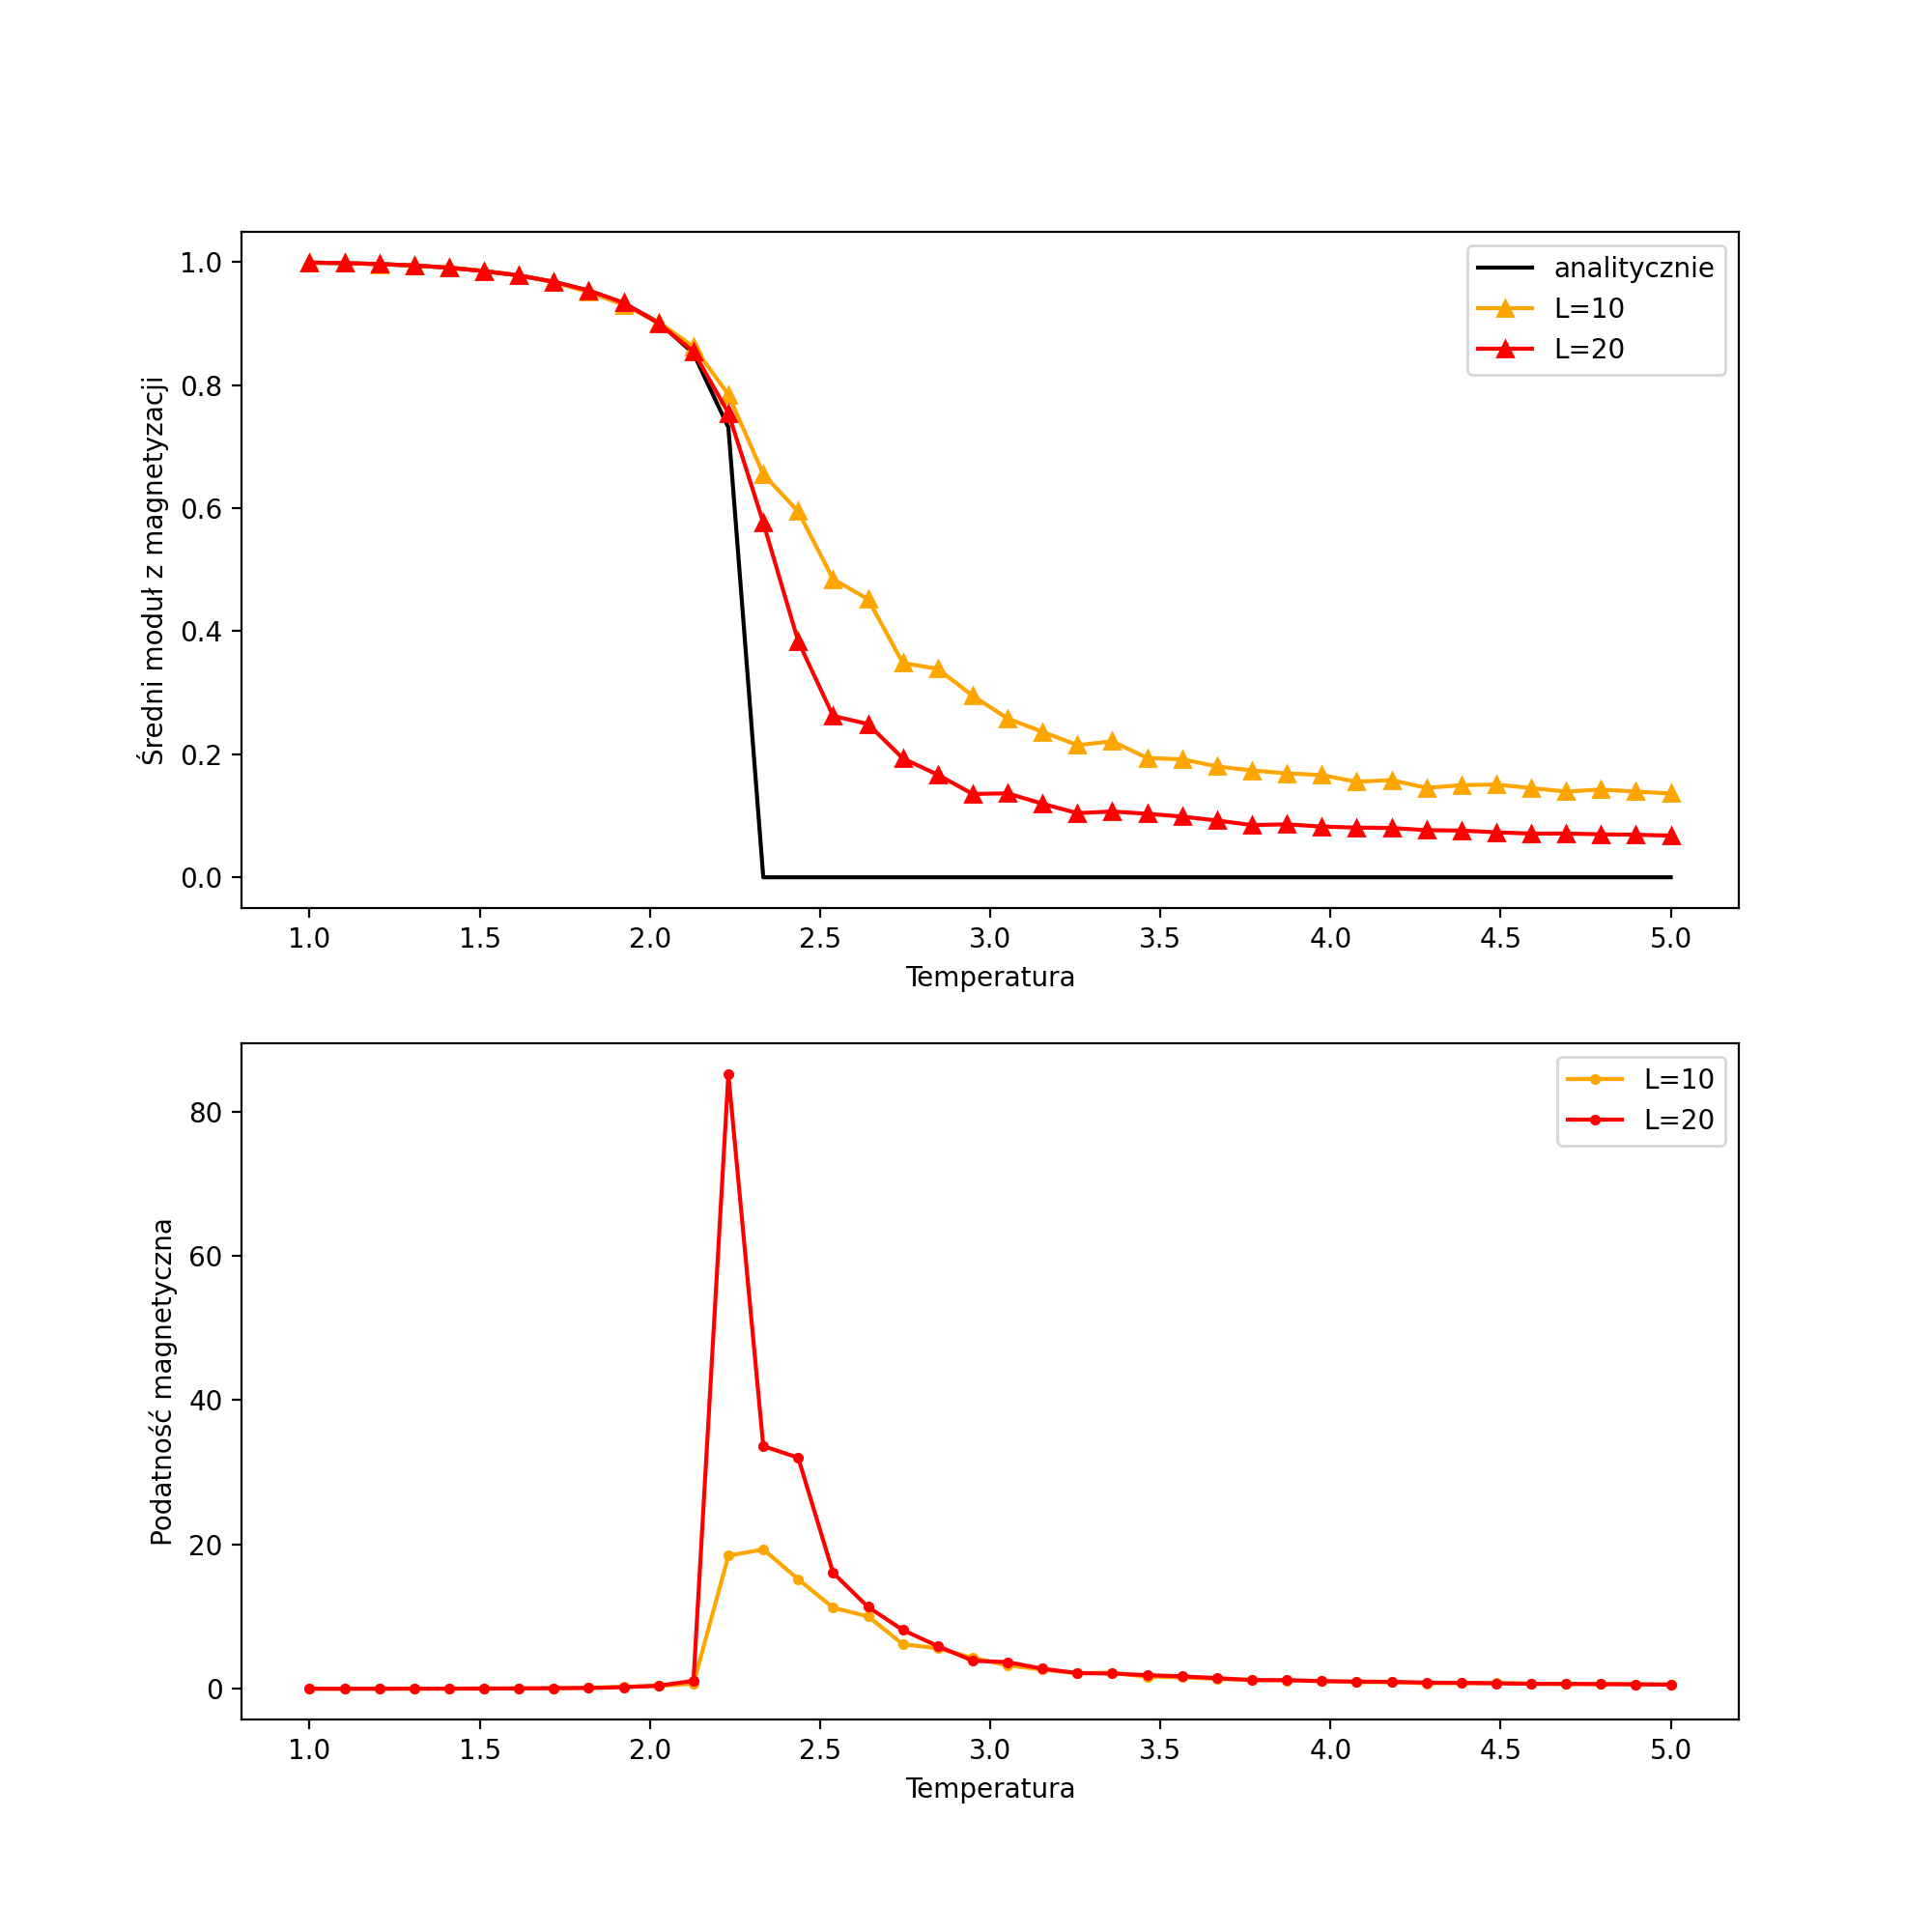 analitycznie
L=10
L=20
Średni moduł z magnetyzacji
1.0
0.8
0.6
0.4
0.2
0.0
1.0 1.5 2.0 2.5 3.0 3.5 4.0 4.5 5.0
Temperatura
L=10
L=20
Podatność magnetyczna
80
60
40
20
0
1.0 1.5 2.0 2.5 3.0 3.5 4.0 4.5 5.0
Temperatura